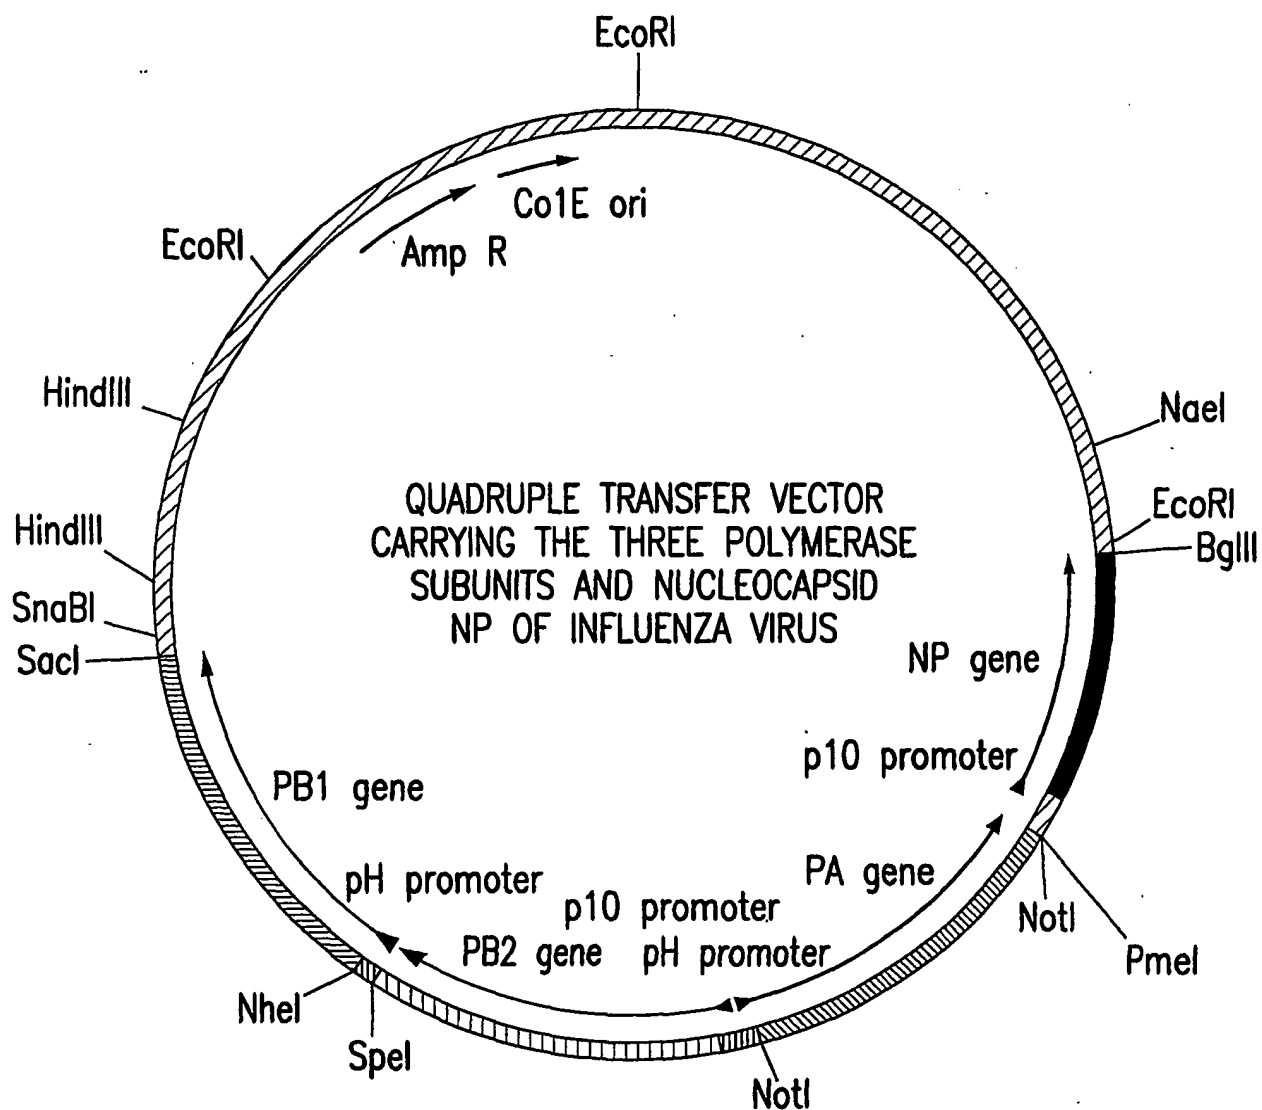 EcoRI
Co1E ori
EcoRI
Amp R
HindIII
NaeI
QUADRUPLE TRANSFER VECTOR
CARRYING THE THREE POLYMERASE
SUBUNITS AND NUCLEOCAPSID
NP OF INFLUENZA VIRUS
HindIII
EcoRI
BglII
SnaBI
SacI
NP gene
p10 promoter
PB1 gene
PA gene
pH promoter
p10 promoter
NotI
PB2 gene
pH promoter
PmeI
NheI
SpeI
NotI